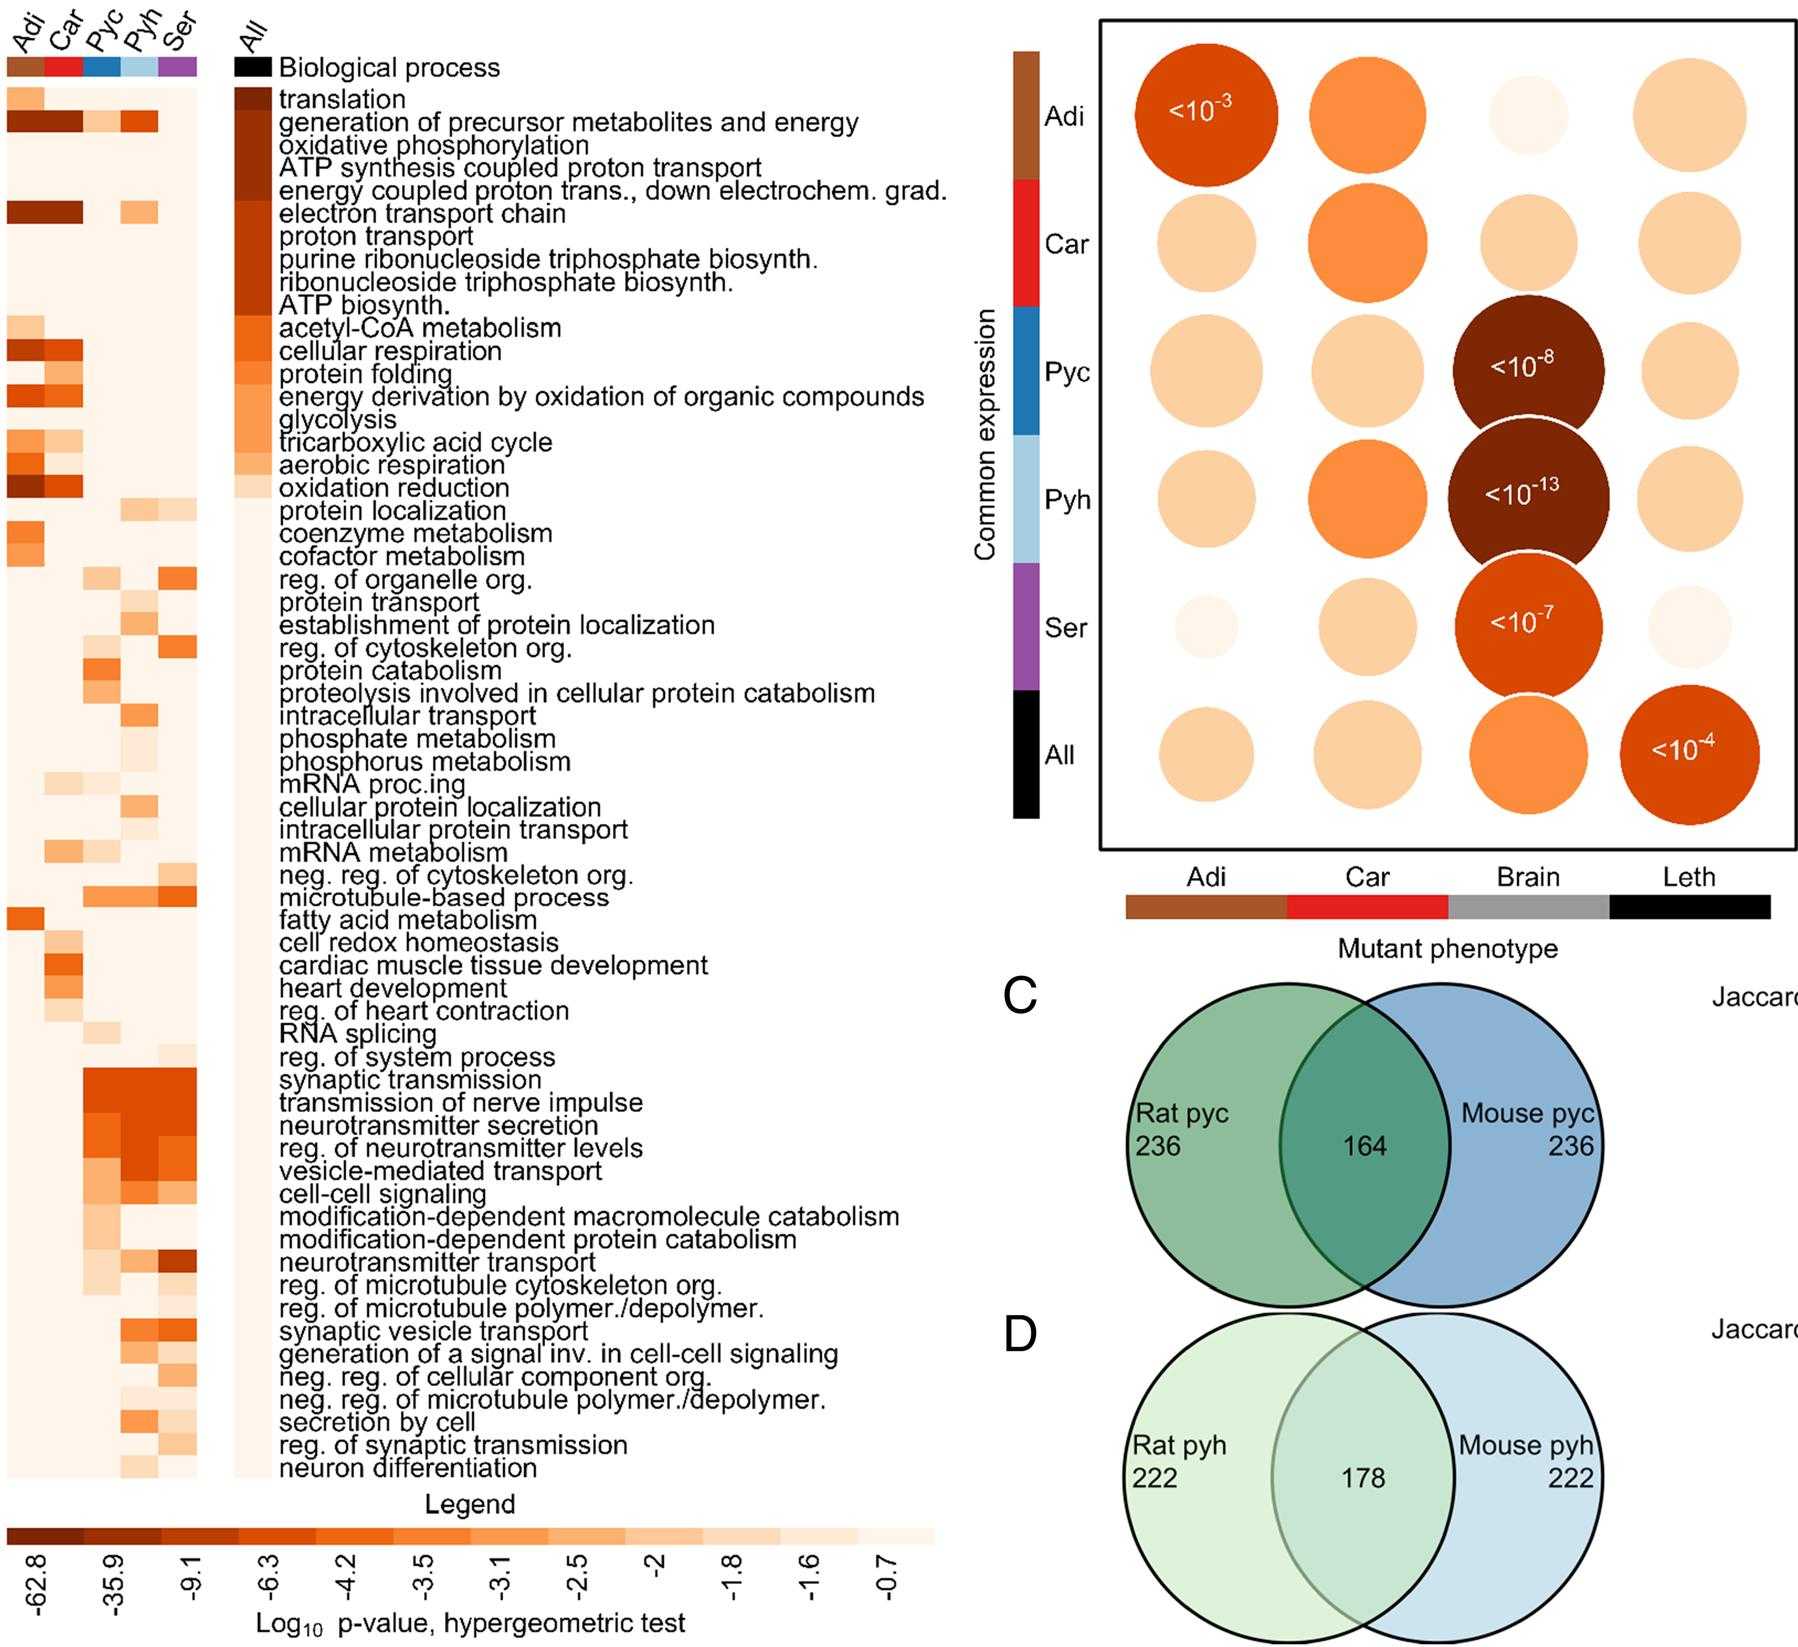 Adi Car Pyc Pyh Ser All
Biological process
translation
generation of precursor metabolites and energy
oxidative phosphorylation
ATP synthesis coupled proton transport
energy coupled proton trans., down electrochem. grad.
electron transport chain
proton transport
purine ribonucleoside triphosphate biosynth.
ribonucleoside triphosphate biosynth.
ATP biosynth.
acetyl-CoA metabolism
cellular respiration
protein folding
energy derivation by oxidation of organic compounds
glycolysis
tricarboxylic acid cycle
aerobic respiration
oxidation reduction
protein localization
coenzyme metabolism
cofactor metabolism
reg. of organelle org.
protein transport
establishment of protein localization
reg. of cytoskeleton org.
protein catabolism
proteolysis involved in cellular protein catabolism
intracellular transport
phosphate metabolism
phosphorus metabolism
mRNA proc.ing
cellular protein localization
intracellular protein transport
mRNA metabolism
neg. reg. of cytoskeleton org.
microtubule-based process
fatty acid metabolism
cell redox homeostasis
cardiac muscle tissue development
heart development
reg. of heart contraction
RNA splicing
reg. of system process
synaptic transmission
transmission of nerve impulse
neurotransmitter secretion
reg. of neurotransmitter levels
vesicle-mediated transport
cell-cell signaling
modification-dependent macromolecule catabolism
modification-dependent protein catabolism
neurotransmitter transport
reg. of microtubule cytoskeleton org.
reg. of microtubule polymer./depolymer.
synaptic vesicle transport
generation of a signal inv. in cell-cell signaling
neg. reg. of cellular component org.
neg. reg. of microtubule polymer./depolymer.
secretion by cell
reg. of synaptic transmission
neuron differentiation
Legend
-62.8 -35.9 -9.1 -6.3 -4.2 -3.5 -3.1 -2.5 -2 -1.8 -1.6 -0.7
Log₁₀ p-value, hypergeometric test
Common expression
Adi
Car
Pyc
Pyh
Ser
All
<10⁻³
<10⁻⁸
<10⁻¹³
<10⁻⁷
<10⁻⁴
Adi Car Brain Leth
Mutant phenotype
C
Jaccard
Rat pyc
236
164
Mouse pyc
236
D
Jaccard
Rat pyh
222
178
Mouse pyh
222